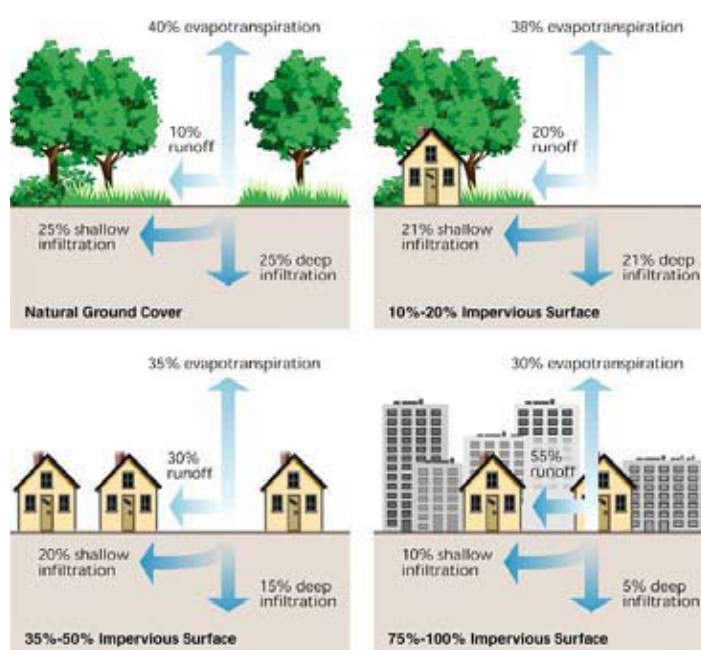 40% evapotranspiration
10%
runoff
25% shallow
infiltration
25% deep
infiltration
Natural Ground Cover
38% evapotranspiration
20%
runoff
21% shallow
infiltration
21% deep
infiltration
10%-20% Impervious Surface
35% evapotranspiration
30%
runoff
20% shallow
infiltration
15% deep
infiltration
35%-50% Impervious Surface
30% evapotranspiration
55%
runoff
10% shallow
infiltration
5% deep
infiltration
75%-100% Impervious Surface